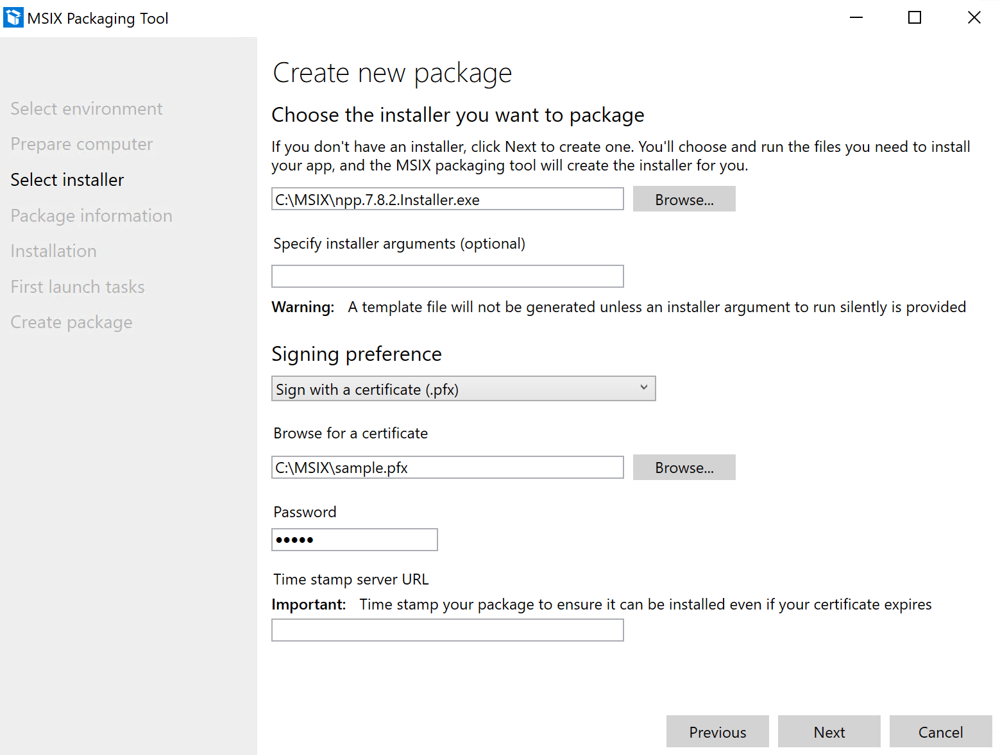 MSIX Packaging Tool
Select environment
Prepare computer
Select installer
Package information
Installation
First launch tasks
Create package
Create new package
Choose the installer you want to package
If you don't have an installer, click Next to create one. You'll choose and run the files you need to install
your app, and the MSIX packaging tool will create the installer for you.
C:\MSIX\npp.7.8.2.Installer.exe
Browse...
Specify installer arguments (optional)
Warning: A template file will not be generated unless an installer argument to run silently is provided
Signing preference
Sign with a certificate (.pfx)
Browse for a certificate
C:\MSIX\sample.pfx
Browse...
Password
•••••
Time stamp server URL
Important: Time stamp your package to ensure it can be installed even if your certificate expires
Previous
Next
Cancel